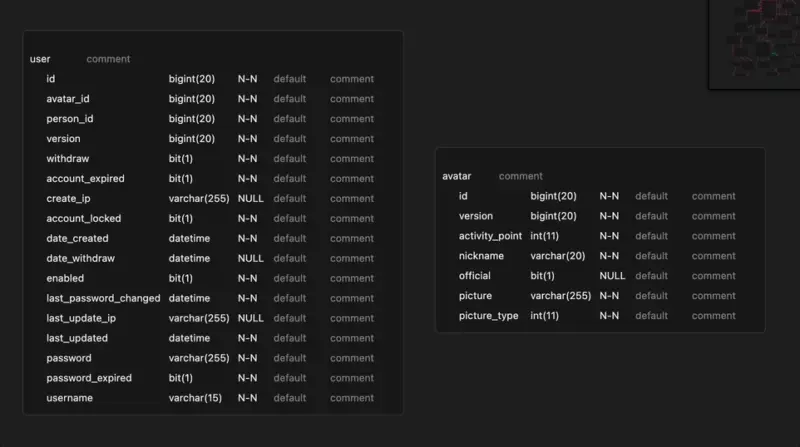 user comment
id bigint(20) N-N default comment
avatar_id bigint(20) N-N default comment
person_id bigint(20) N-N default comment
version bigint(20) N-N default comment
withdraw bit(1) N-N default comment
account_expired bit(1) N-N default comment
create_ip varchar(255) NULL default comment
account_locked bit(1) N-N default comment
date_created datetime N-N default comment
date_withdraw datetime NULL default comment
enabled bit(1) N-N default comment
last_password_changed datetime N-N default comment
last_update_ip varchar(255) NULL default comment
last_updated datetime N-N default comment
password varchar(255) N-N default comment
password_expired bit(1) N-N default comment
username varchar(15) N-N default comment
avatar comment
id bigint(20) N-N default comment
version bigint(20) N-N default comment
activity_point int(11) N-N default comment
nickname varchar(20) N-N default comment
official bit(1) NULL default comment
picture varchar(255) N-N default comment
picture_type int(11) N-N default comment